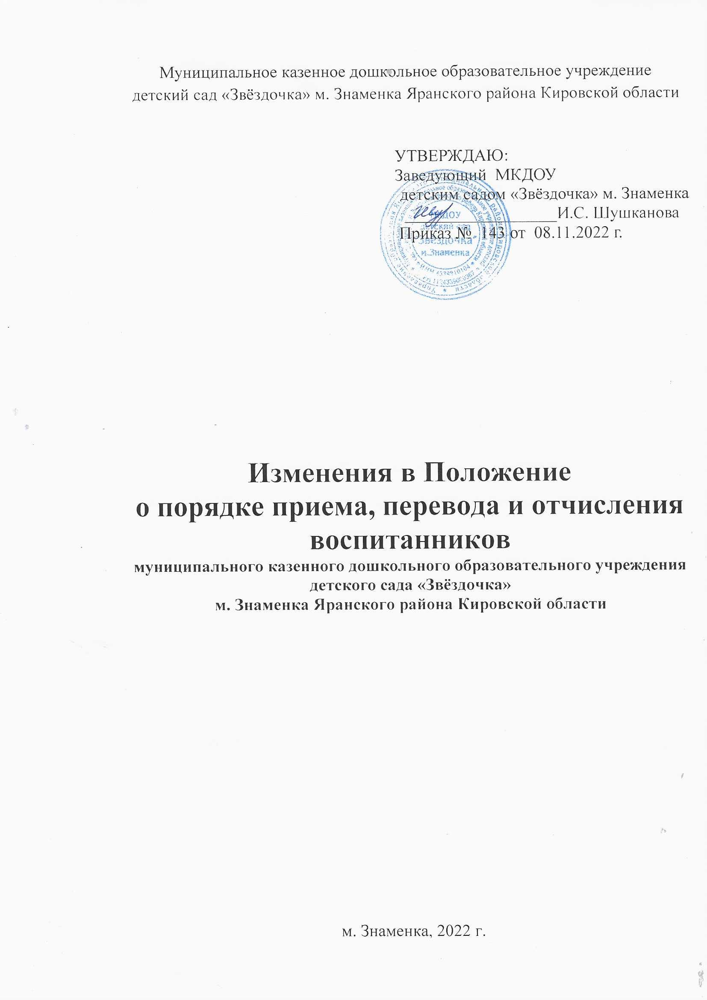 Муниципальное казенное дошкольное образовательное учреждение
детский сад «Звёздочка» м. Знаменка Яранского района Кировской области
УТВЕРЖДАЮ:
Заведующий МКДОУ
детским садом «Звёздочка» м. Знаменка
____________________И.С. Шушканова
Приказ № 143 от 08.11.2022 г.
детский сад
"Звёздочка"
м.Знаменка
Изменения в Положение
о порядке приема, перевода и отчисления
воспитанников
муниципального казенного дошкольного образовательного учреждения
детского сада «Звёздочка»
м. Знаменка Яранского района Кировской области
м. Знаменка, 2022 г.